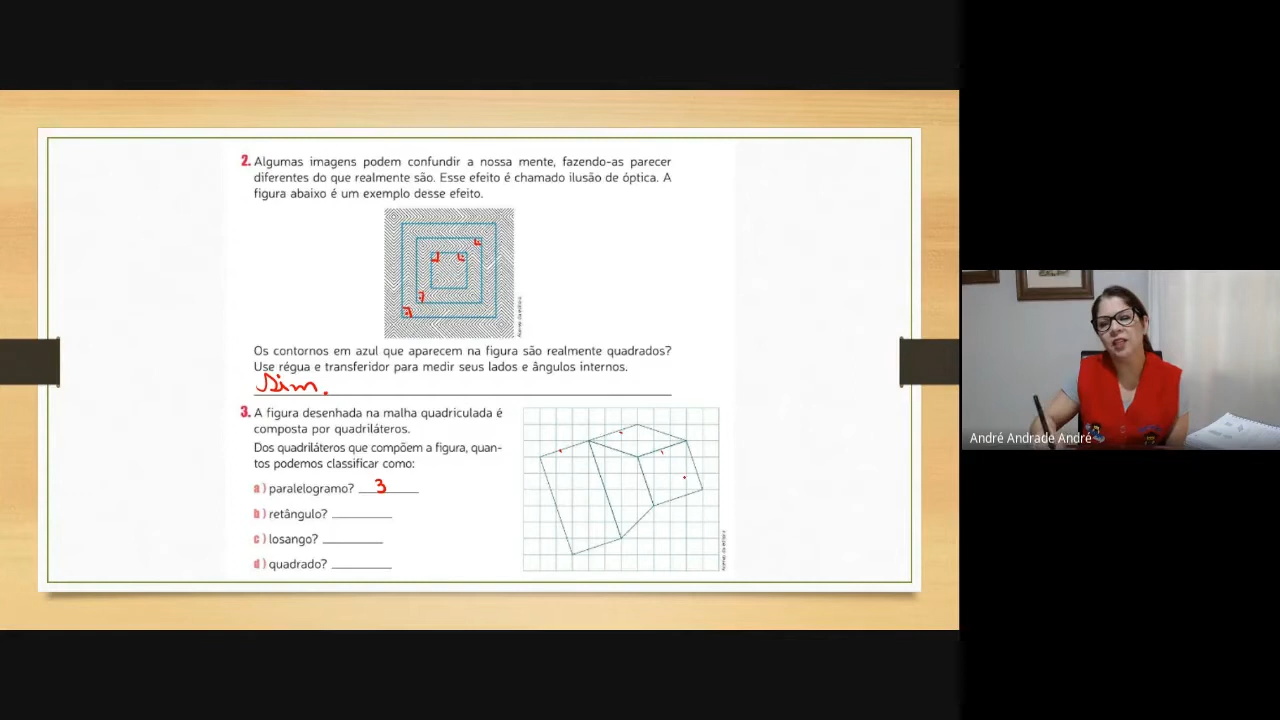 2. Algumas imagens podem confundir a nossa mente, fazendo-as parecer
diferentes do que realmente são. Esse efeito é chamado ilusão de óptica. A
figura abaixo é um exemplo desse efeito.
Os contornos em azul que aparecem na figura são realmente quadrados?
Use régua e transferidor para medir seus lados e ângulos internos.
Sim.
3. A figura desenhada na malha quadriculada é
composta por quadriláteros.
Dos quadriláteros que compõem a figura, quan-
tos podemos classificar como:
a) paralelogramo? 3
b) retângulo?
c) losango?
d) quadrado?
André Andrade André